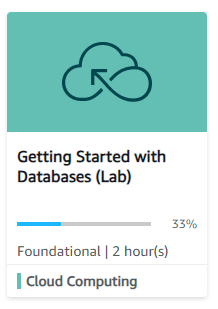 Getting Started with
Databases (Lab)
33%
Foundational | 2 hour(s)
Cloud Computing